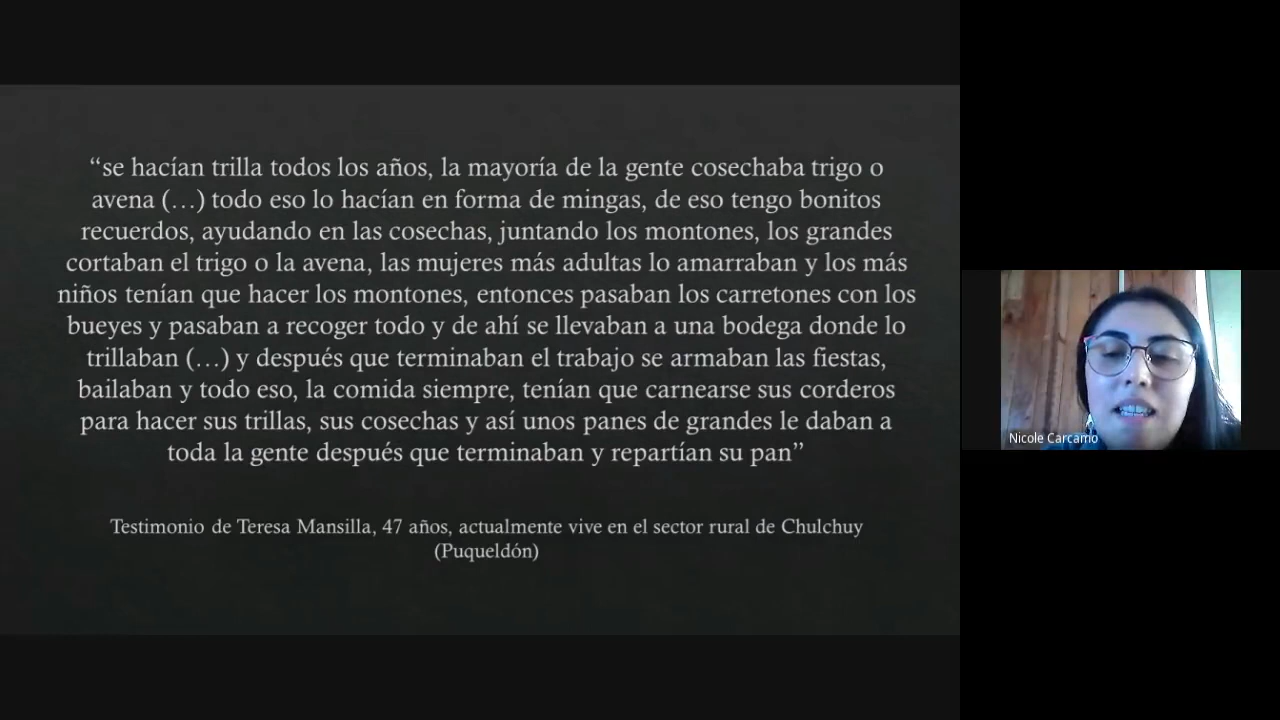 “se hacían trilla todos los años, la mayoría de la gente cosechaba trigo o
avena (…) todo eso lo hacían en forma de mingas, de eso tengo bonitos
recuerdos, ayudando en las cosechas, juntando los montones, los grandes
cortaban el trigo o la avena, las mujeres más adultas lo amarraban y los más
niños tenían que hacer los montones, entonces pasaban los carretones con los
bueyes y pasaban a recoger todo y de ahí se llevaban a una bodega donde lo
trillaban (…) y después que terminaban el trabajo se armaban las fiestas,
bailaban y todo eso, la comida siempre, tenían que carnearse sus corderos
para hacer sus trillas, sus cosechas y así unos panes de grandes le daban a
toda la gente después que terminaban y repartían su pan”
Testimonio de Teresa Mansilla, 47 años, actualmente vive en el sector rural de Chulchuy
(Puqueldón)
Nicole Carcamo